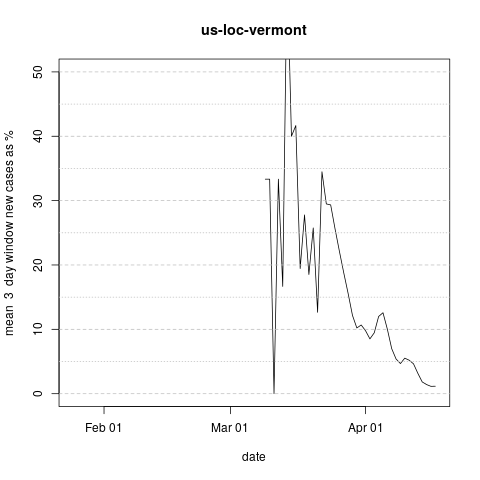 us-loc-vermont
mean 3 day window new cases as %
50
40
30
20
10
0
Feb 01
Mar 01
Apr 01
date